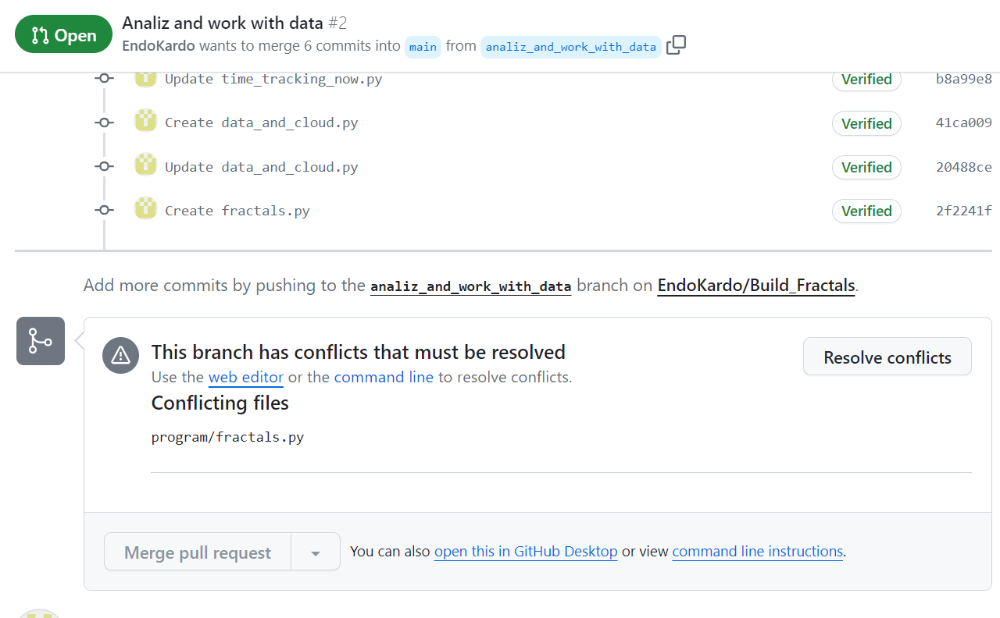 Open
Analiz and work with data #2
EndoKardo wants to merge 6 commits into main from analiz_and_work_with_data
Update time_tracking_now.py Verified b8a99e8
Create data_and_cloud.py Verified 41ca009
Update data_and_cloud.py Verified 20488ce
Create fractals.py Verified 2f2241f
Add more commits by pushing to the analiz_and_work_with_data branch on EndoKardo/Build_Fractals.
This branch has conflicts that must be resolved
Use the web editor or the command line to resolve conflicts.
Resolve conflicts
Conflicting files
program/fractals.py
Merge pull request
You can also open this in GitHub Desktop or view command line instructions.